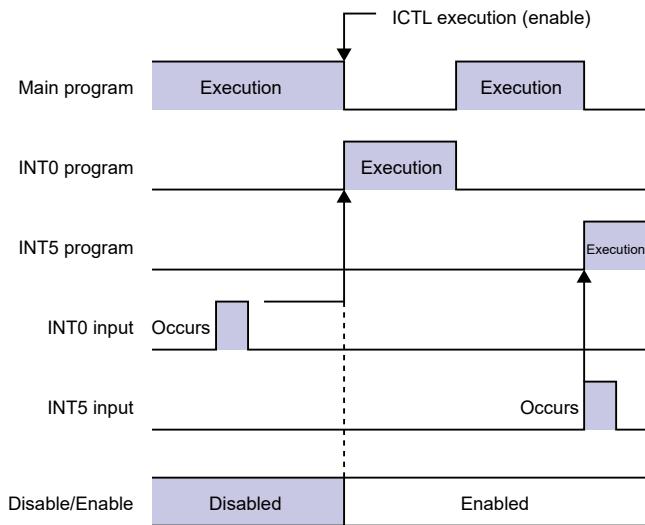 ICTL execution (enable)
Main program Execution Execution
INT0 program Execution
INT5 program Execution
INT0 input Occurs
INT5 input Occurs
Disable/Enable Disabled Enabled